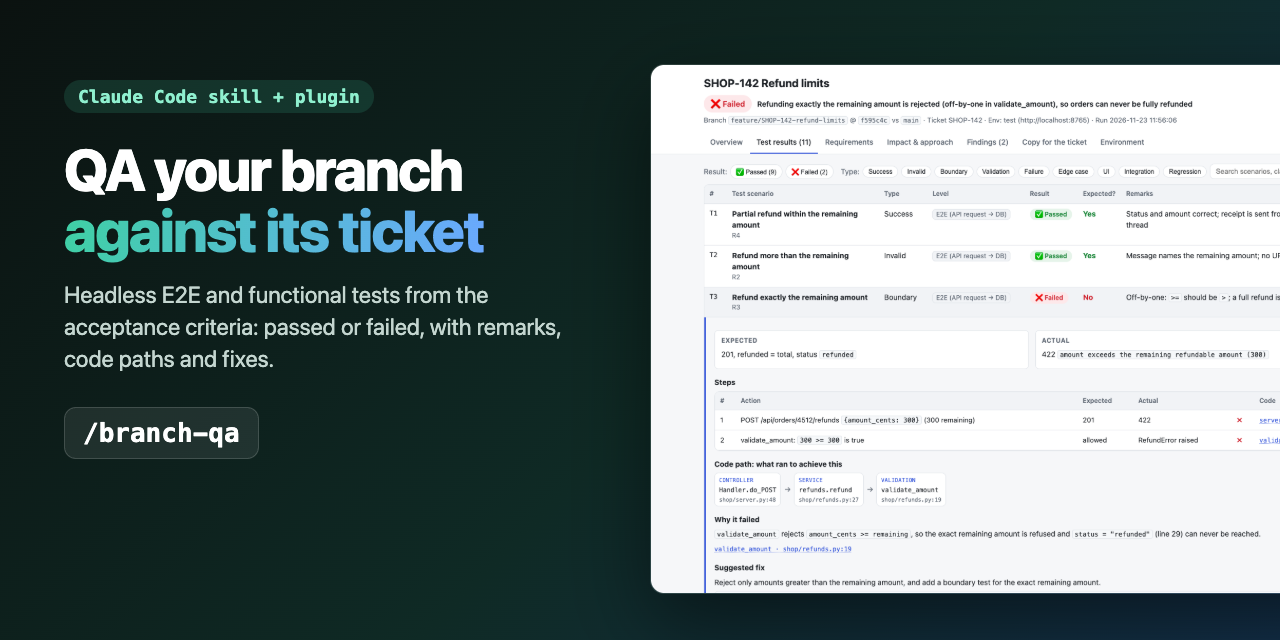 Claude Code skill + plugin
QA your branch
against its ticket
Headless E2E and functional tests from the
acceptance criteria: passed or failed, with remarks,
code paths and fixes.
/branch-qa
SHOP-142 Refund limits
❌ Failed Refunding exactly the remaining amount is rejected (off-by-one in validate_amount), so orders can never be fully refunded
Branch feature/SHOP-142-refund-limits @ f595c4c vs main · Ticket SHOP-142 · Env: test (http://localhost:8765) · Run 2026-11-23 11:56:06
Overview Test results (11) Requirements Impact & approach Findings (2) Copy for the ticket Environment
Result: ✅ Passed (9) ❌ Failed (2) Type: Success Invalid Boundary Validation Failure Edge case UI Integration Regression Search scenarios, cl
# Test scenario Type Level Result Expected? Remarks
T1 Partial refund within the remaining Success E2E (API request → DB) ✅ Passed Yes Status and amount correct; receipt is sent fr
amount thread
R4
T2 Refund more than the remaining Invalid E2E (API request → DB) ✅ Passed Yes Message names the remaining amount; no
amount
R2
T3 Refund exactly the remaining amount Boundary E2E (API request → DB) ❌ Failed No Off-by-one: >= should be > ; a full refund is
R3
EXPECTED ACTUAL
201, refunded = total, status refunded 422 amount exceeds the remaining refundable amount (300)
Steps
# Action Expected Actual Code
1 POST /api/orders/4512/refunds {amount_cents: 300} (300 remaining) 201 422 ✕ serve
2 validate_amount: 300 >= 300 is true allowed RefundError raised ✕ valid
Code path: what ran to achieve this
CONTROLLER SERVICE VALIDATION
Handler.do_POST → refunds.refund → validate_amount
shop/server.py:48 shop/refunds.py:27 shop/refunds.py:19
Why it failed
validate_amount rejects amount_cents >= remaining, so the exact remaining amount is refused and status = "refunded" (line 29) can never be reached.
validate_amount · shop/refunds.py:19
Suggested fix
Reject only amounts greater than the remaining amount, and add a boundary test for the exact remaining amount.